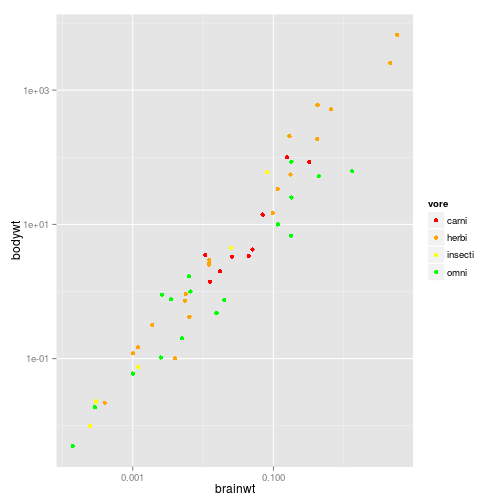 1e+03
1e+01
1e-01
bodywt
0.001
0.100
brainwt
vore
carni
herbi
insecti
omni